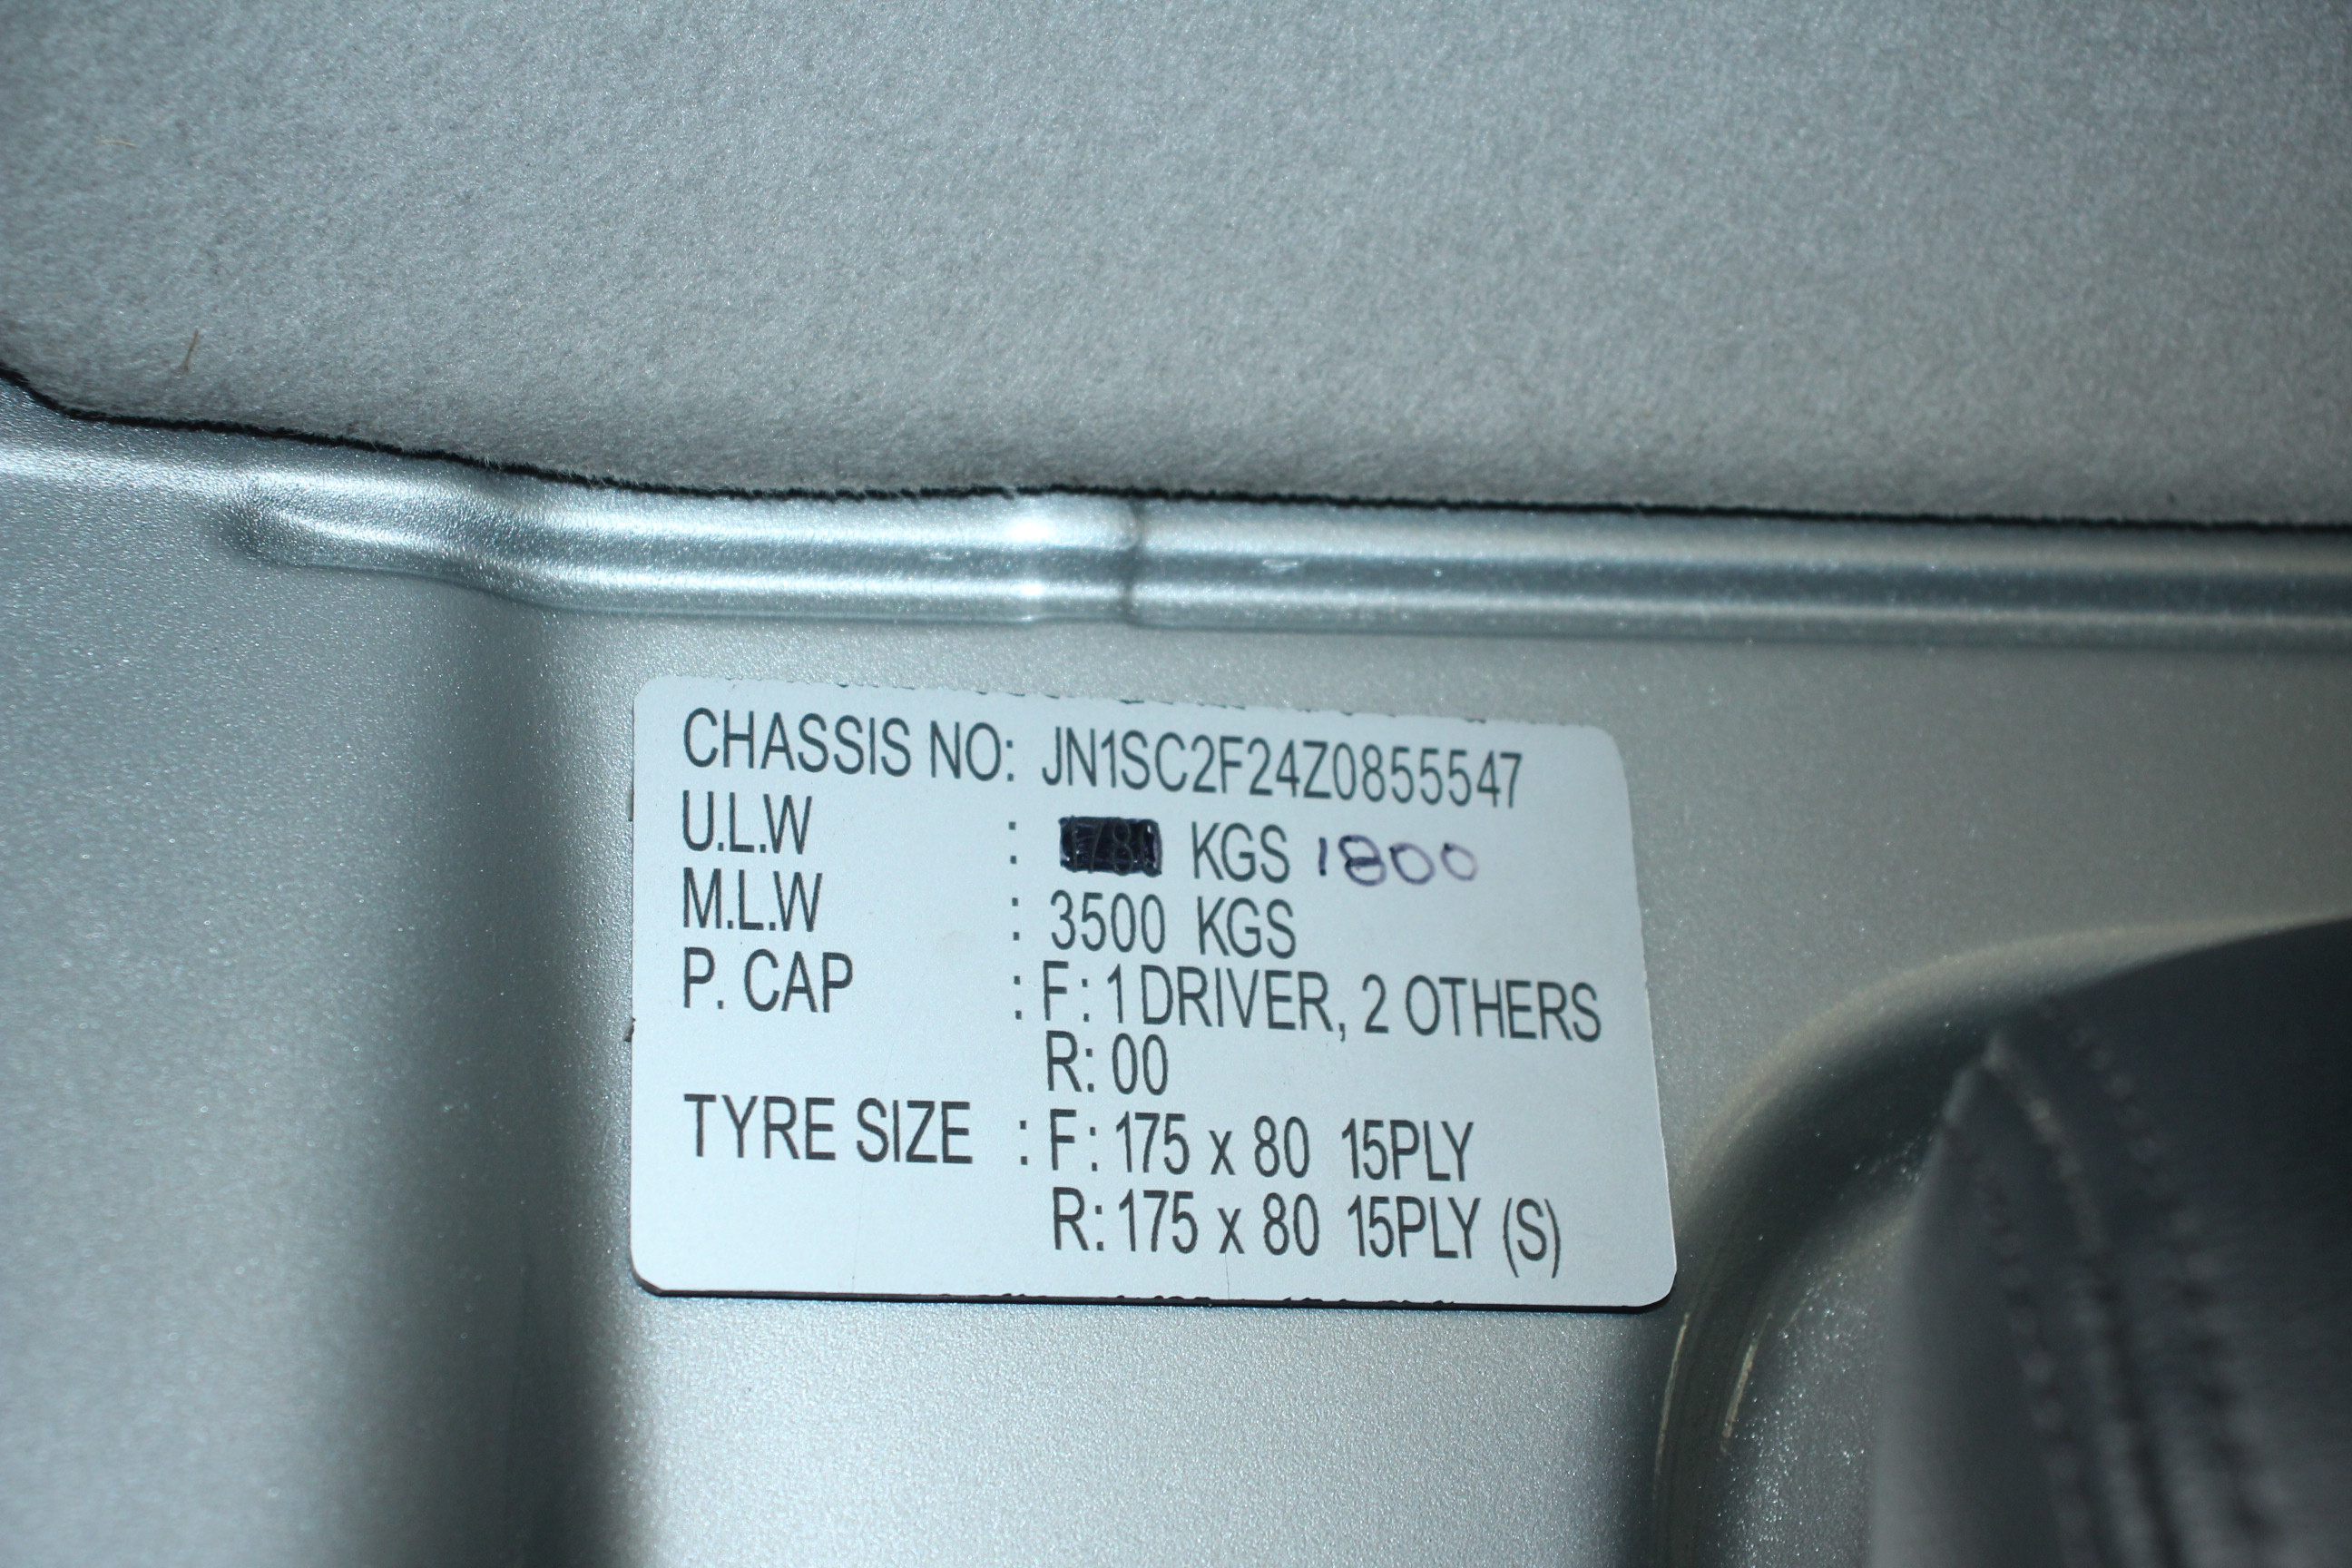 CHASSIS NO: JN1SC2F24Z0855547
U.L.W : KGS 1800
M.L.W : 3500 KGS
P. CAP : F: 1 DRIVER, 2 OTHERS
R: 00
TYRE SIZE : F: 175 x 80 15PLY
R: 175 x 80 15PLY (S)